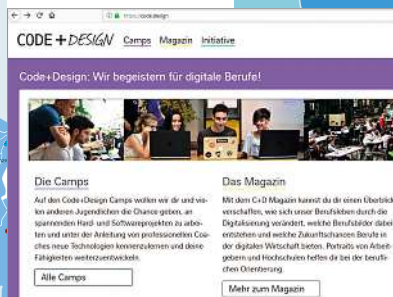 https://code.design
CODE+DESIGN Camps Magazin Initiative
Code+Design: Wir begeistern für digitale Berufe!
Die Camps
Auf den Code+Design Camps wollen wir dir und vie-
len anderen Jugendlichen die Chance geben, an
spannenden Hard- und Softwareprojekten zu arbei-
ten und unter der Anleitung von professionellen Coa-
ches neue Technologien kennenzulernen und deine
Fähigkeiten weiterzuentwickeln.
Alle Camps
Das Magazin
Mit dem C+D Magazin kannst du dir einen Überblick
verschaffen, wie sich unser Berufsleben durch die
Digitalisierung verändert, welche Berufsbilder dabei
entstehen und welche Zukunftschancen Berufe in
der digitalen Wirtschaft bieten. Portraits von Arbeit-
gebern und Hochschulen helfen dir bei der berufli-
chen Orientierung.
Mehr zum Magazin